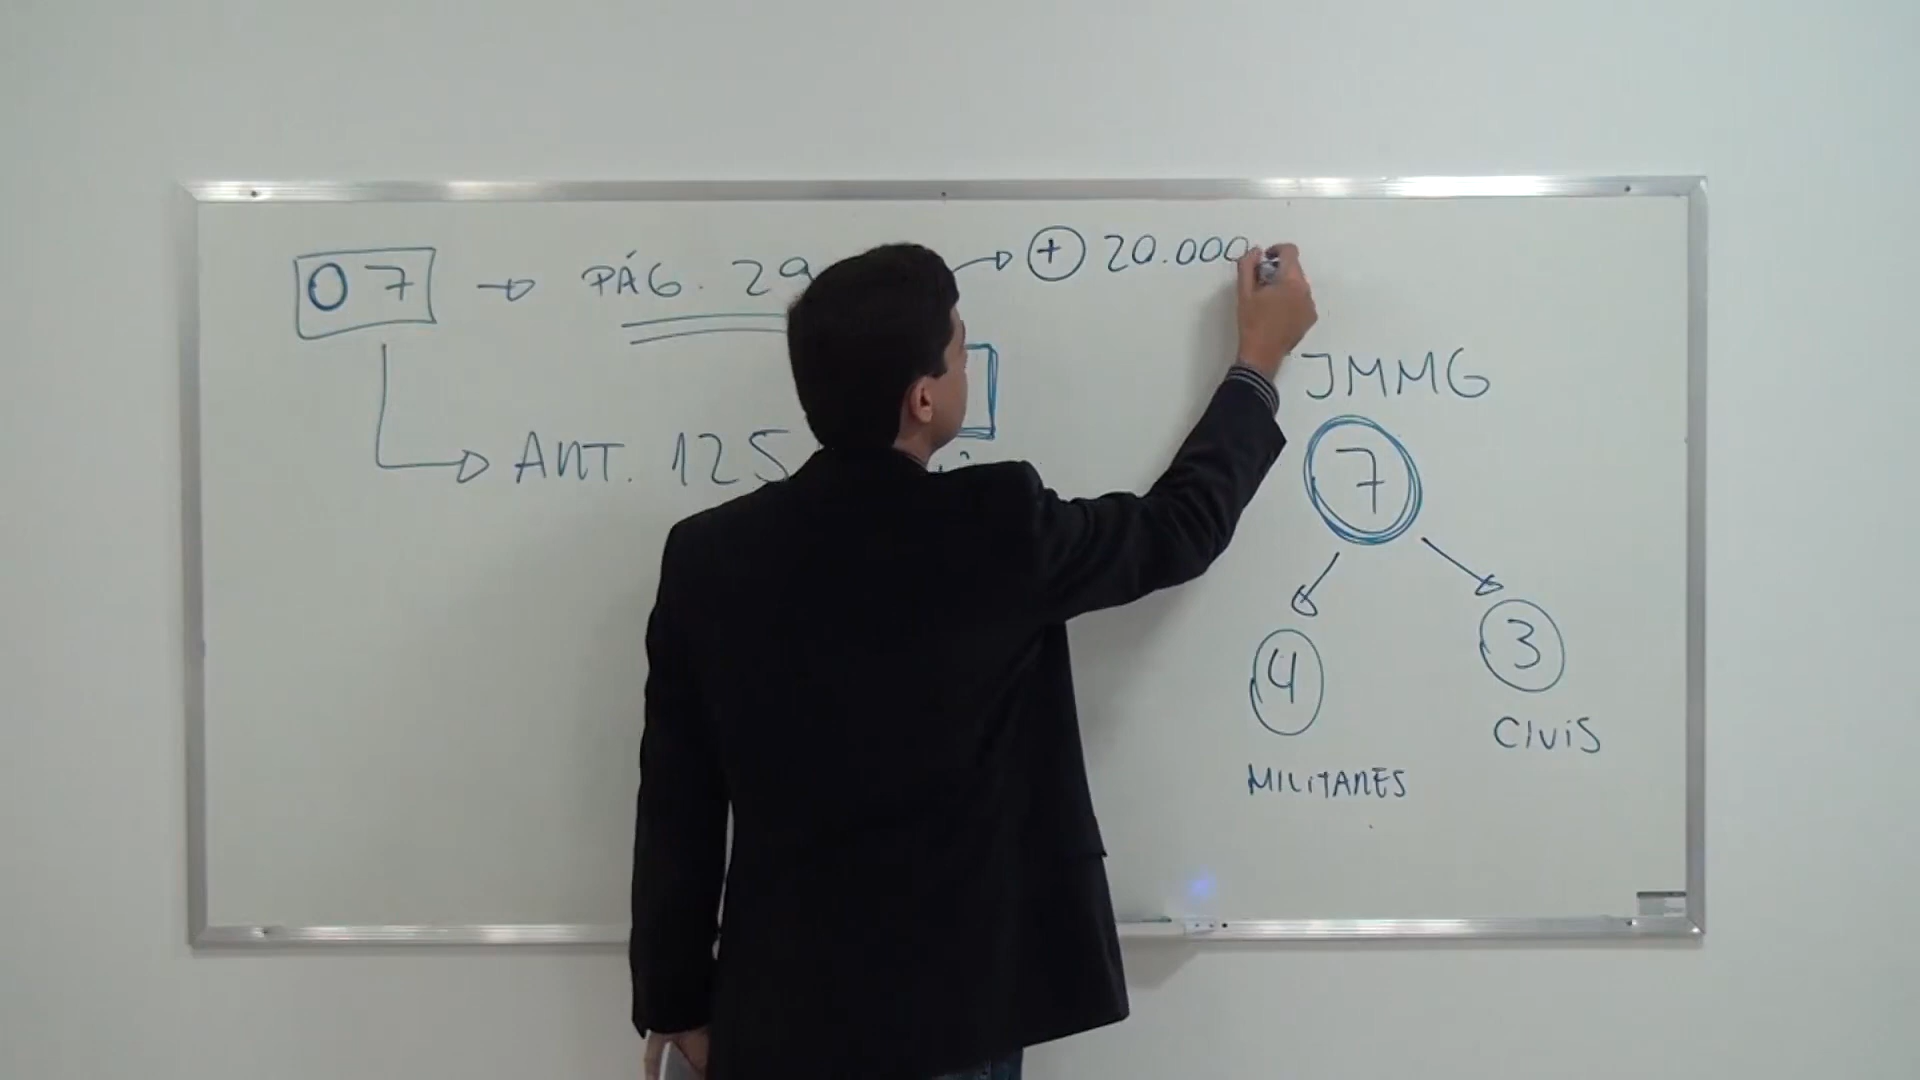 07 → PÁG. 29
→ + 20.000
ART. 125
JMMG
7
4
3
CIVIS
MILITARES